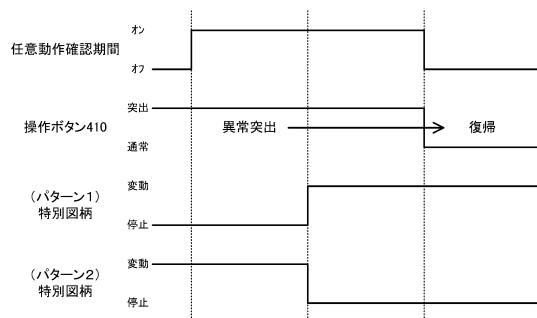 オン
任意動作確認期間
オフ
突出
操作ボタン410
異常突出
復帰
通常
変動
（パターン1）
特別図柄
停止
変動
（パターン2）
特別図柄
停止